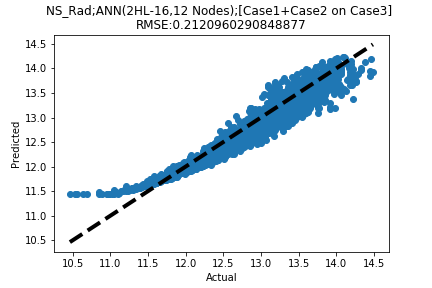 NS_Rad;ANN(2HL-16,12 Nodes);[Case1+Case2 on Case3]
RMSE:0.2120960290848877
14.5
14.0
13.5
13.0
12.5
12.0
11.5
11.0
10.5
Predicted
10.5 11.0 11.5 12.0 12.5 13.0 13.5 14.0 14.5
Actual